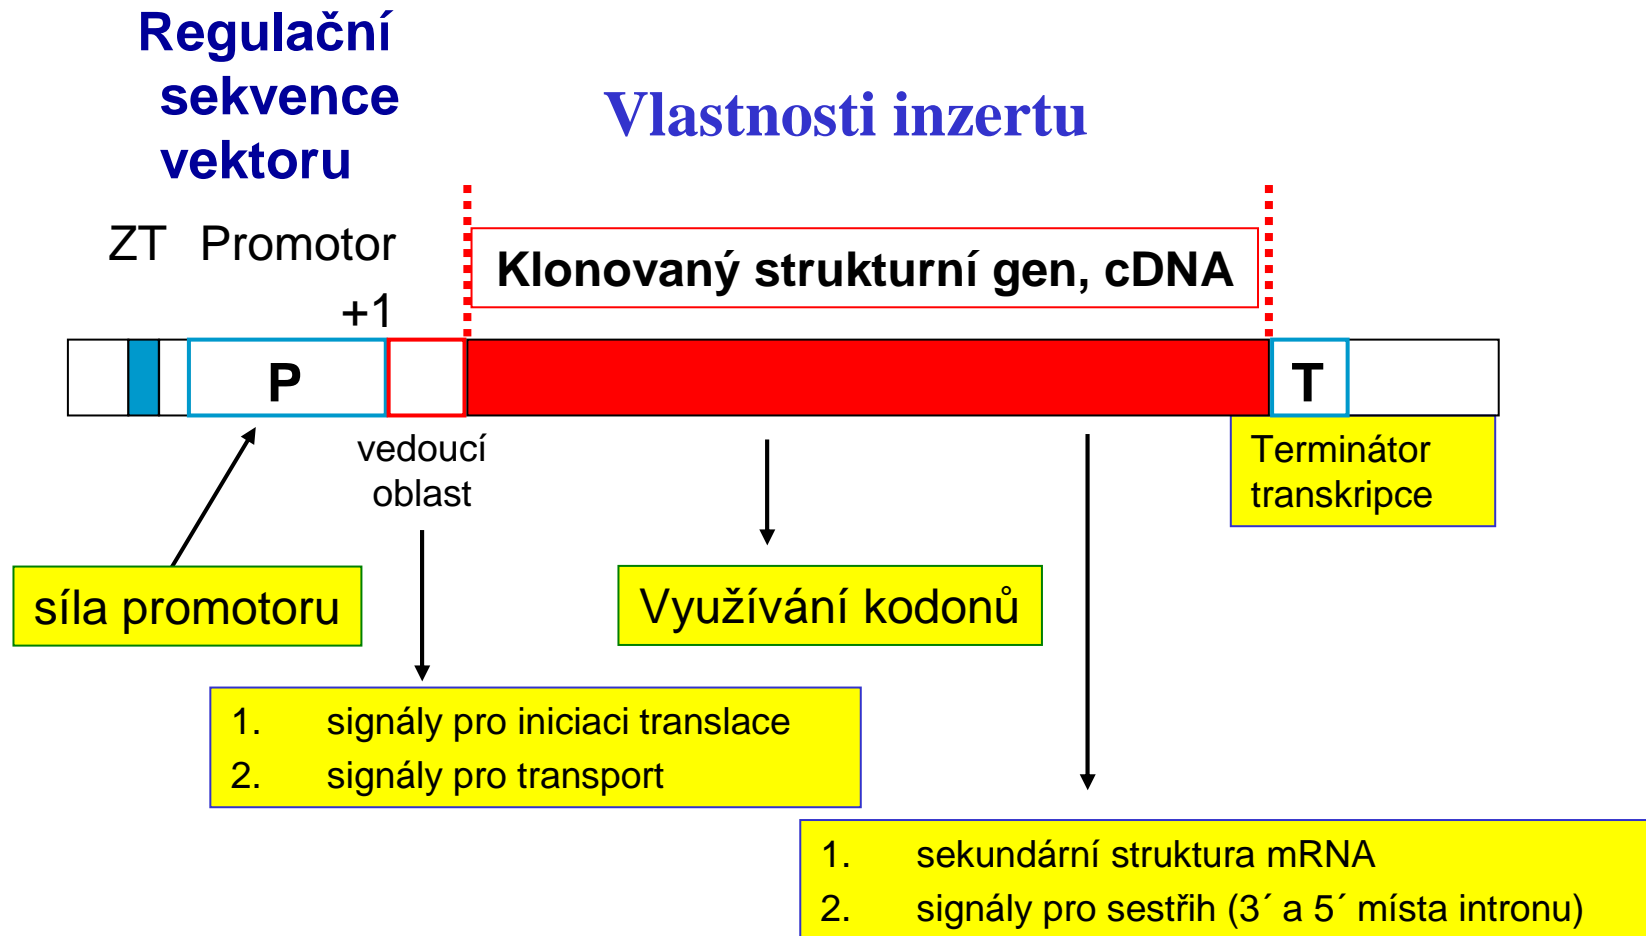 Regulační
sekvence
vektoru
Vlastnosti inzertu
ZT Promotor
+1
Klonovaný strukturní gen, cDNA
P
T
vedoucí
oblast
Terminátor
transkripce
síla promotoru
Využívání kodonů
1. signály pro iniciaci translace
2. signály pro transport
1. sekundární struktura mRNA
2. signály pro sestřih (3´ a 5´ místa intronu)